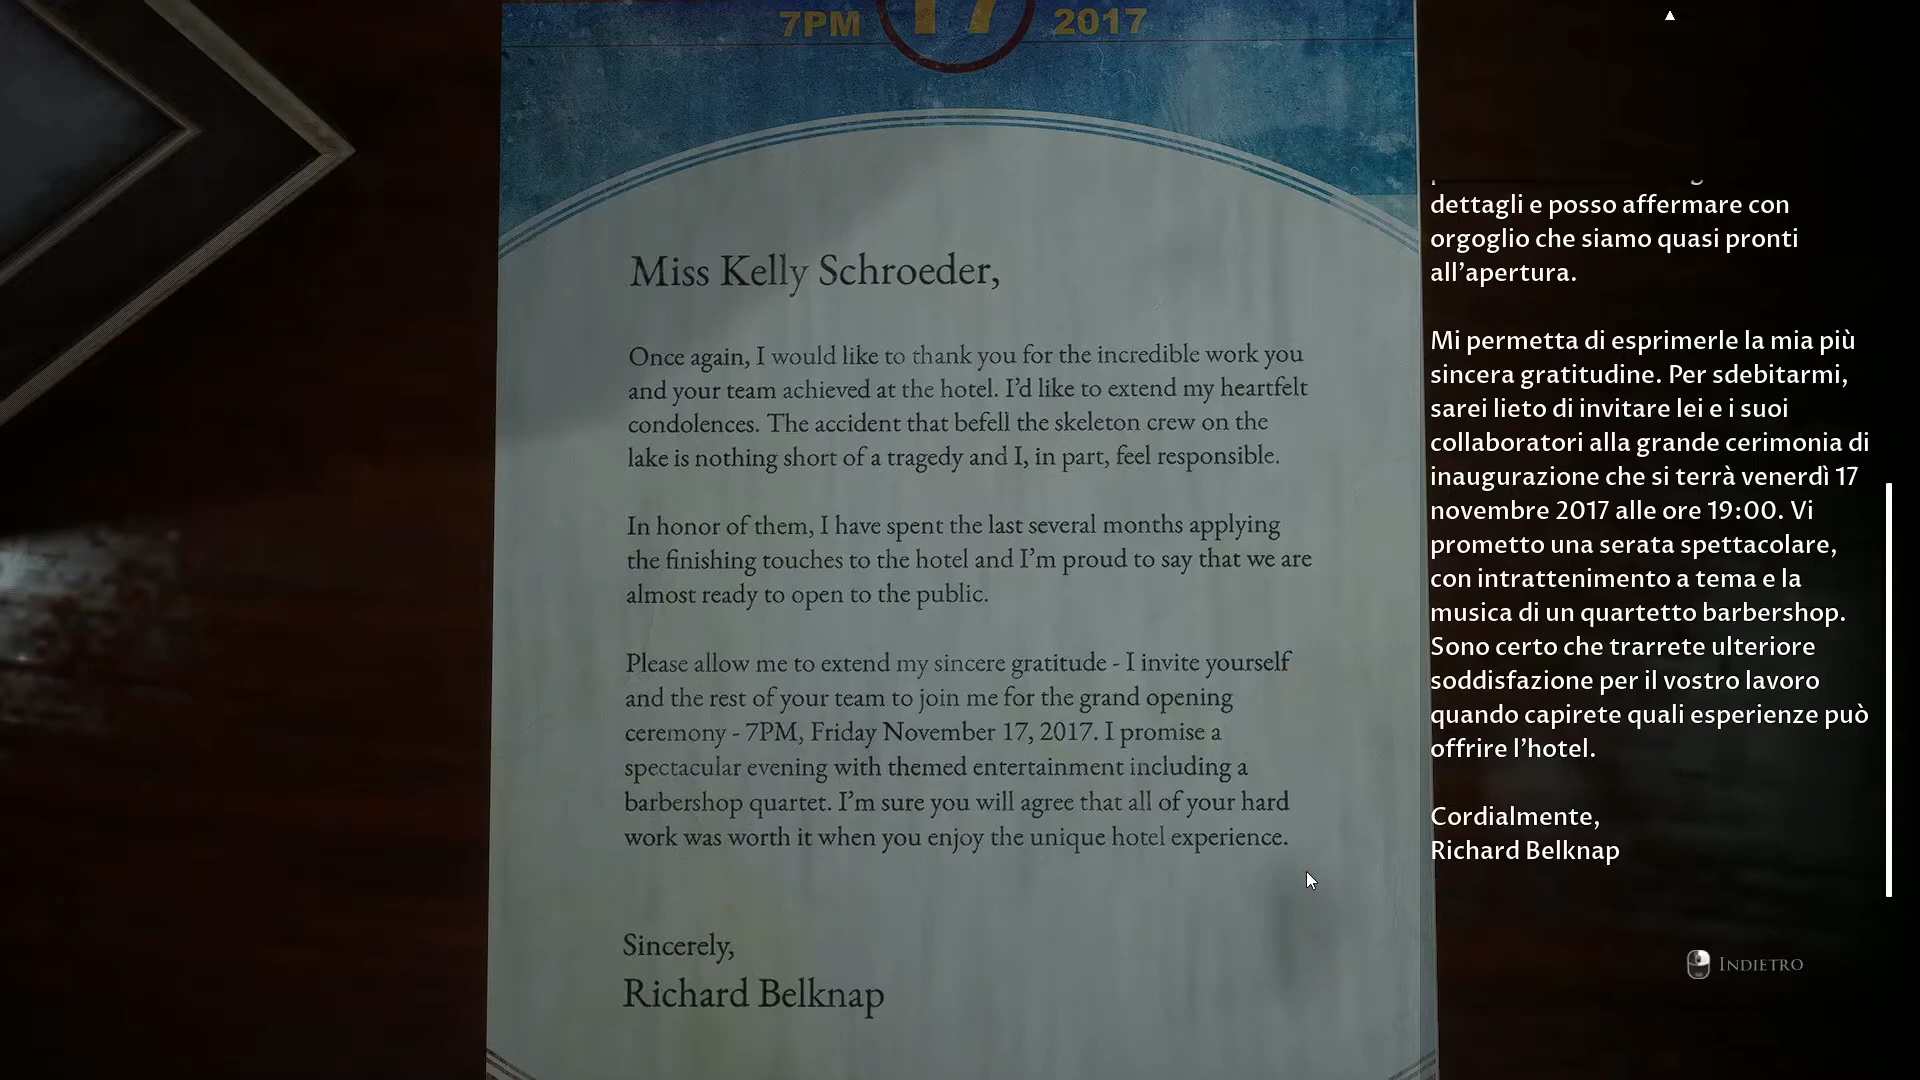 7PM 17 2017
Miss Kelly Schroeder,
Once again, I would like to thank you for the incredible work you
and your team achieved at the hotel. I'd like to extend my heartfelt
condolences. The accident that befell the skeleton crew on the
lake is nothing short of a tragedy and I, in part, feel responsible.
In honor of them, I have spent the last several months applying
the finishing touches to the hotel and I'm proud to say that we are
almost ready to open to the public.
Please allow me to extend my sincere gratitude - I invite yourself
and the rest of your team to join me for the grand opening
ceremony - 7PM, Friday November 17, 2017. I promise a
spectacular evening with themed entertainment including a
barbershop quartet. I'm sure you will agree that all of your hard
work was worth it when you enjoy the unique hotel experience.
Sincerely,
Richard Belknap
dettagli e posso affermare con
orgoglio che siamo quasi pronti
all'apertura.
Mi permetta di esprimerle la mia più
sincera gratitudine. Per sdebitarmi,
sarei lieto di invitare lei e i suoi
collaboratori alla grande cerimonia di
inaugurazione che si terrà venerdì 17
novembre 2017 alle ore 19:00. Vi
prometto una serata spettacolare,
con intrattenimento a tema e la
musica di un quartetto barbershop.
Sono certo che trarrete ulteriore
soddisfazione per il vostro lavoro
quando capirete quali esperienze può
offrire l'hotel.
Cordialmente,
Richard Belknap
INDIETRO